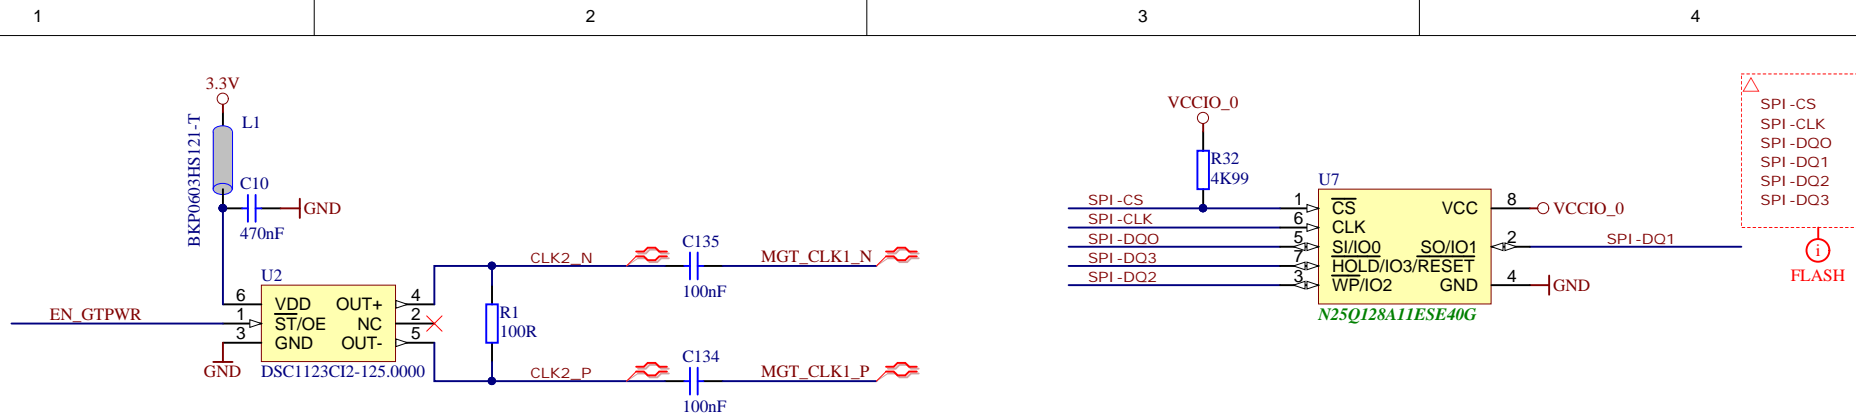 1 2 3 4
3.3V
BKP0603HS121-T
L1
C10
GND
470nF
U2
6 VDD OUT+ 4
EN_GTPWR 1 ST/OE NC 2
3 GND OUT- 5
GND
DSC1123CI2-125.0000
R1
100R
CLK2_N
C135
100nF
MGT_CLK1_N
CLK2_P
C134
100nF
MGT_CLK1_P
VCCIO_0
R32
4K99
U7
SPI-CS 1 CS VCC 8 VCCIO_0
SPI-CLK 6 CLK
SPI-DQ0 5 SI/IO0 SO/IO1 2 SPI-DQ1
SPI-DQ3 7 HOLD/IO3/RESET
SPI-DQ2 3 WP/IO2 GND 4 GND
N25Q128A11ESE40G
SPI-CS
SPI-CLK
SPI-DQ0
SPI-DQ1
SPI-DQ2
SPI-DQ3
i
FLASH